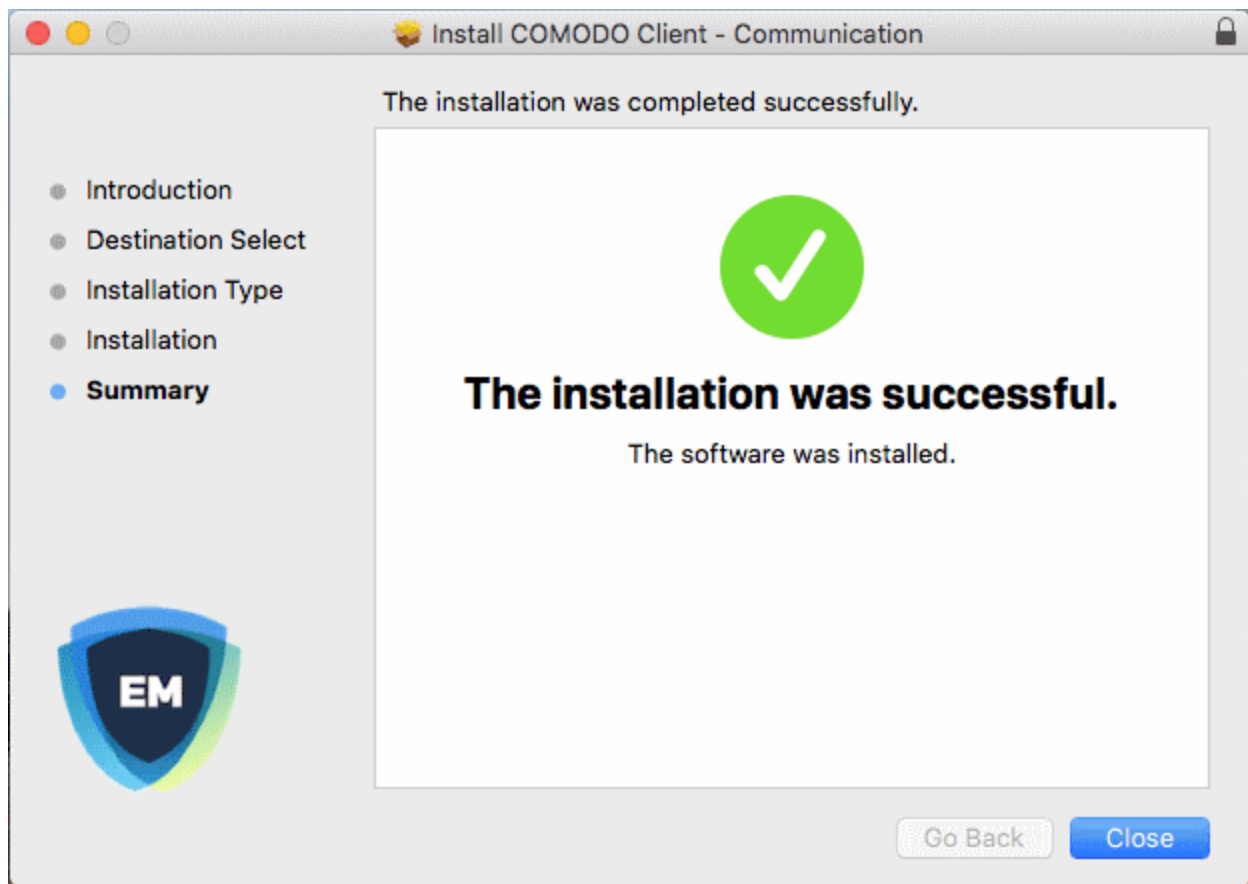 Install COMODO Client - Communication
The installation was completed successfully.
Introduction
Destination Select
Installation Type
Installation
Summary
The installation was successful.
The software was installed.
EM
Go Back
Close